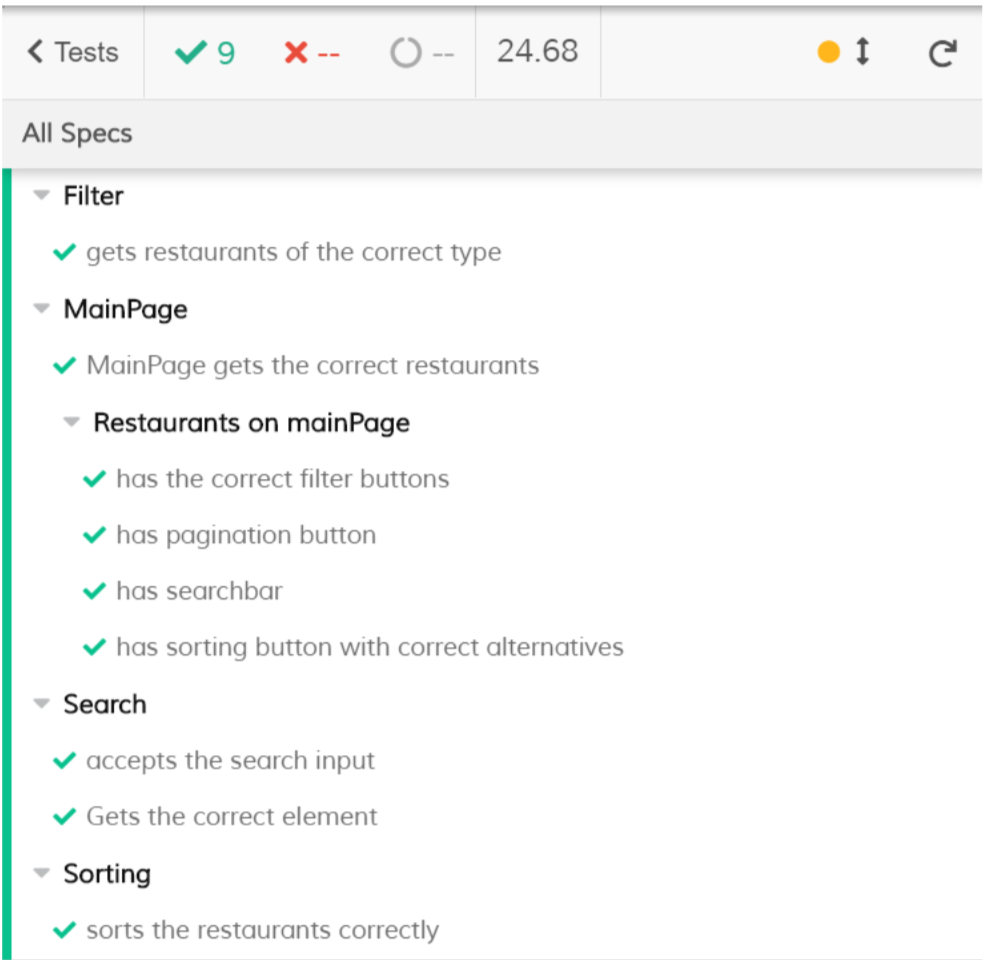 Tests 9 -- -- 24.68
All Specs
Filter
gets restaurants of the correct type
MainPage
MainPage gets the correct restaurants
Restaurants on mainPage
has the correct filter buttons
has pagination button
has searchbar
has sorting button with correct alternatives
Search
accepts the search input
Gets the correct element
Sorting
sorts the restaurants correctly